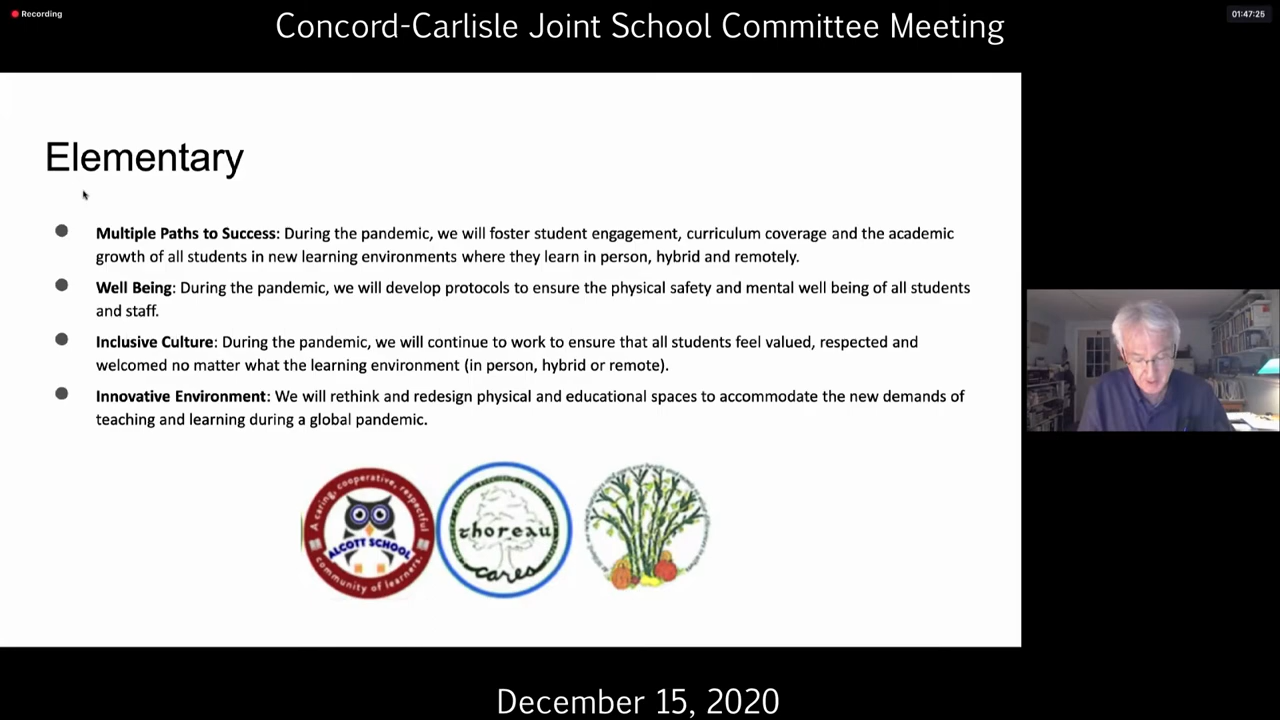 Recording
01:47:25
Concord-Carlisle Joint School Committee Meeting
Elementary
Multiple Paths to Success: During the pandemic, we will foster student engagement, curriculum coverage and the academic
growth of all students in new learning environments where they learn in person, hybrid and remotely.
Well Being: During the pandemic, we will develop protocols to ensure the physical safety and mental well being of all students
and staff.
Inclusive Culture: During the pandemic, we will continue to work to ensure that all students feel valued, respected and
welcomed no matter what the learning environment (in person, hybrid or remote).
Innovative Environment: We will rethink and redesign physical and educational spaces to accommodate the new demands of
teaching and learning during a global pandemic.
A caring, cooperative, respectful
ALCOTT SCHOOL
community of learners.
thoreau
cares
December 15, 2020